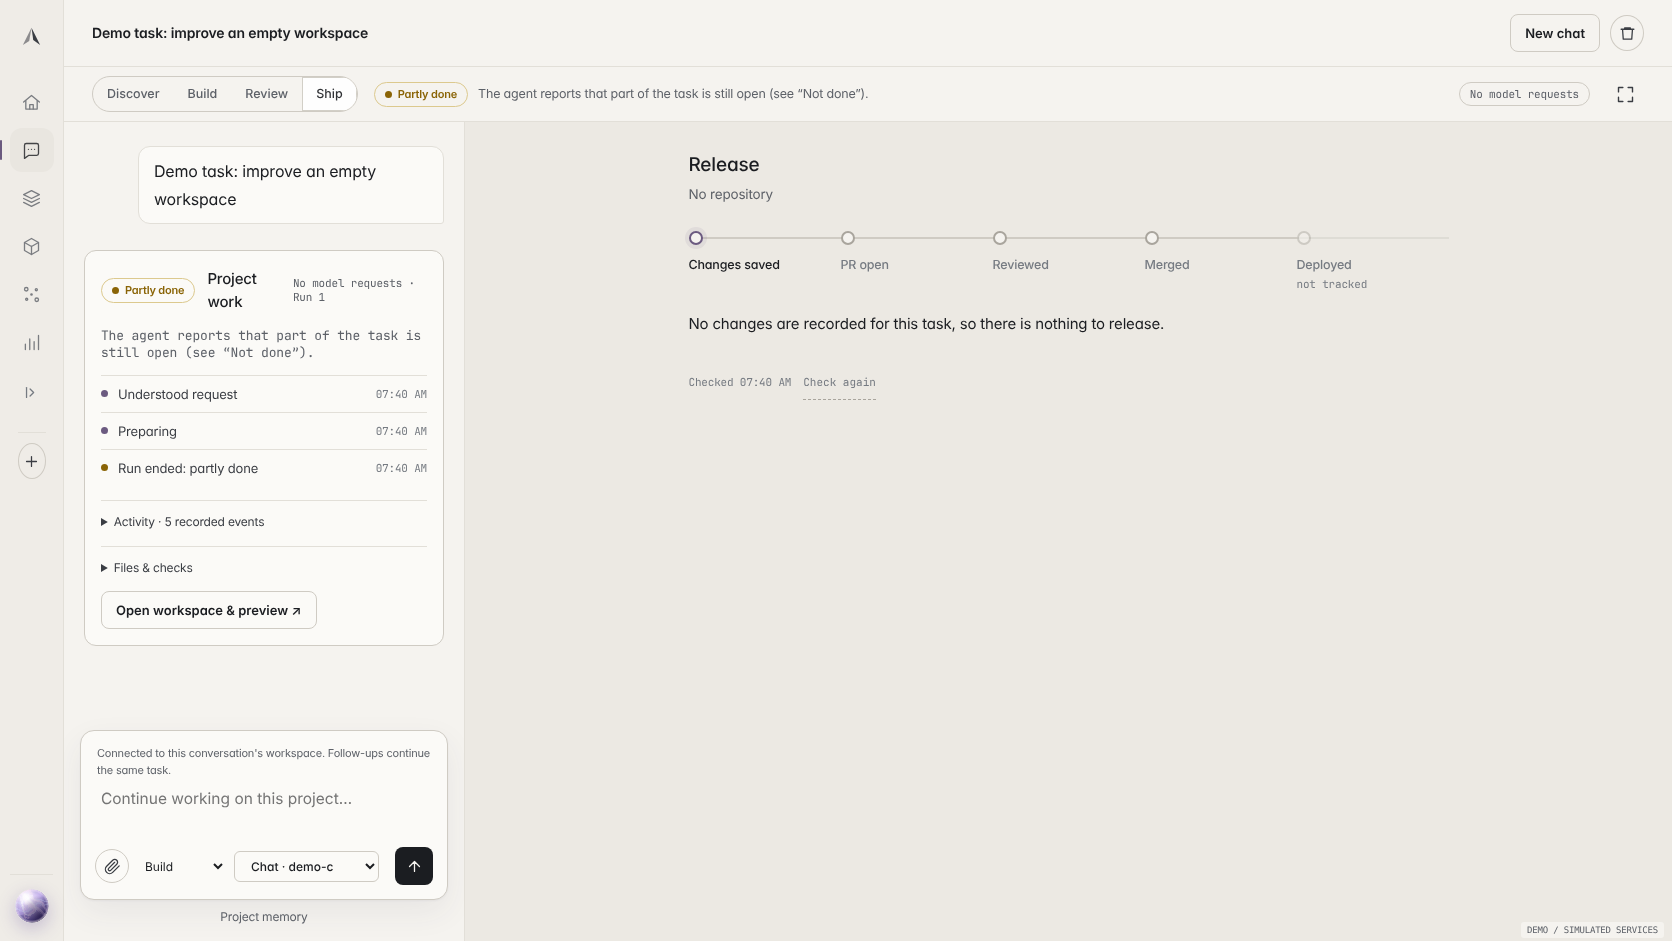 Demo task: improve an empty workspace
New chat
Discover
Build
Review
Ship
Partly done
The agent reports that part of the task is still open (see “Not done”).
No model requests
Demo task: improve an empty
workspace
Partly done
Project
work
No model requests ·
Run 1
The agent reports that part of the task is
still open (see “Not done”).
Understood request
07:40 AM
Preparing
07:40 AM
Run ended: partly done
07:40 AM
Activity · 5 recorded events
Files & checks
Open workspace & preview ↗
Connected to this conversation's workspace. Follow-ups continue
the same task.
Continue working on this project...
Build
Chat · demo-c
Project memory
Release
No repository
Changes saved
PR open
Reviewed
Merged
Deployed
not tracked
No changes are recorded for this task, so there is nothing to release.
Checked 07:40 AM
Check again
DEMO / SIMULATED SERVICES